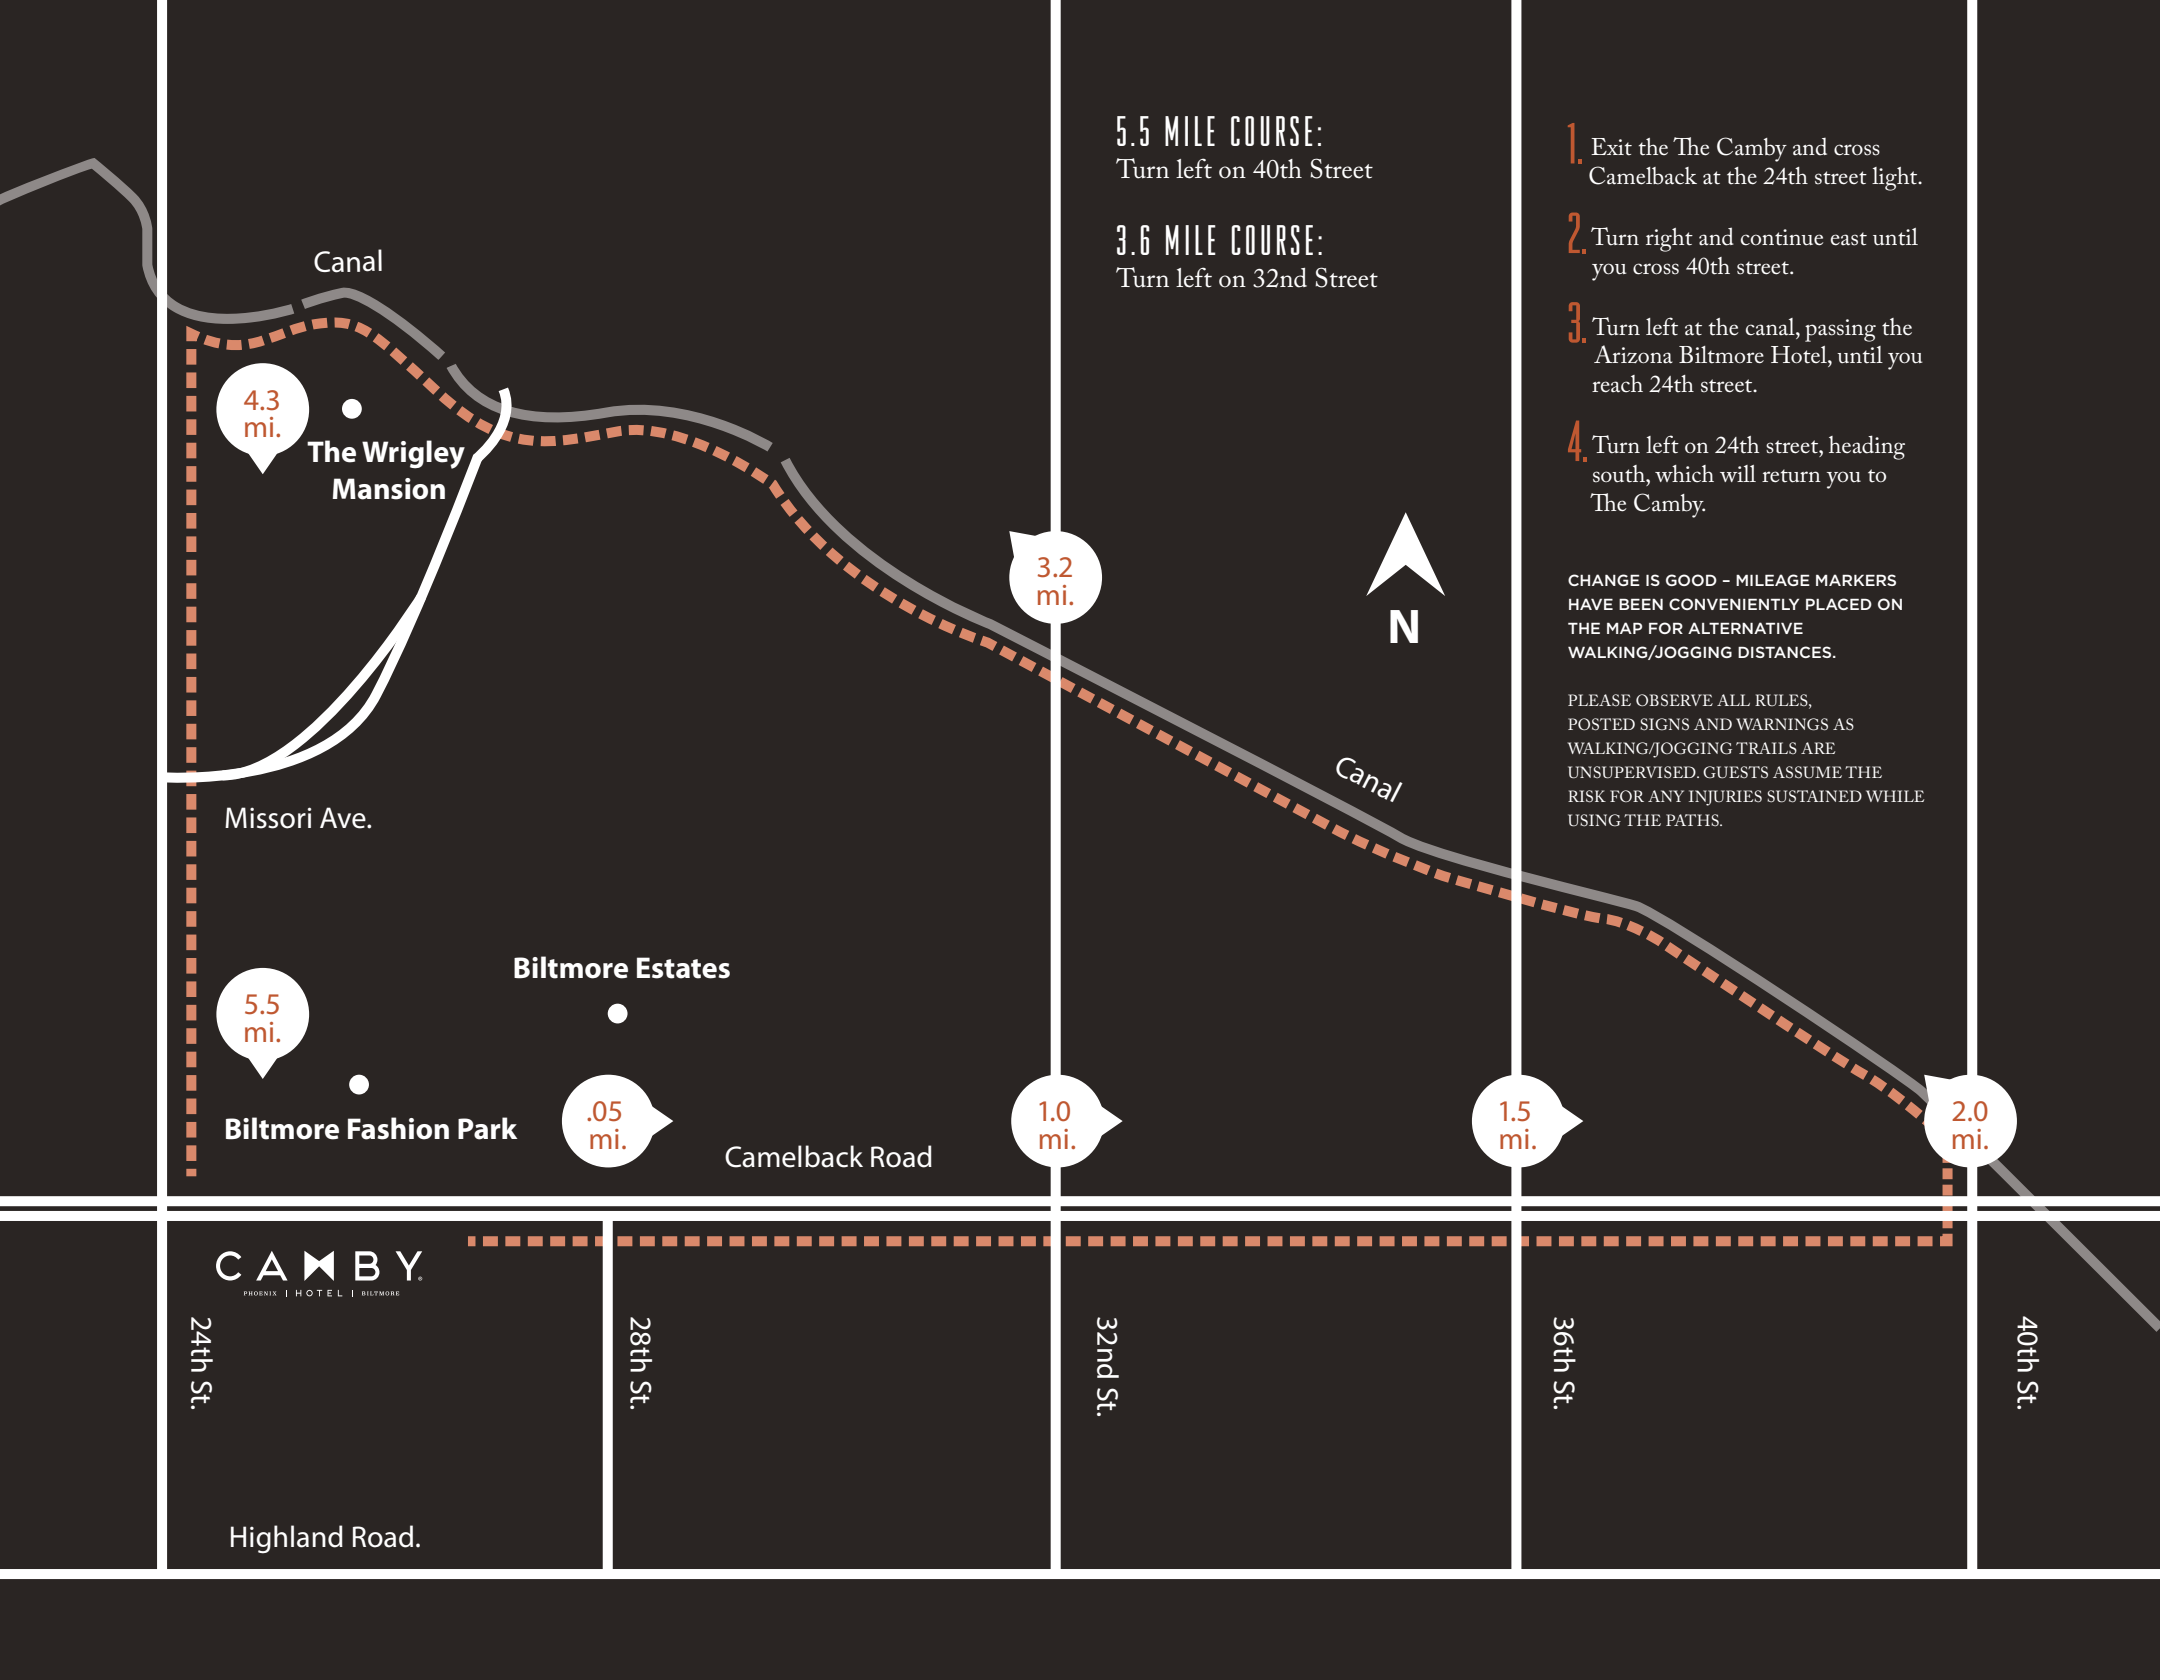 5.5 MILE COURSE:
Turn left on 40th Street
3.6 MILE COURSE:
Turn left on 32nd Street
1. Exit the The Camby and cross
Camelback at the 24th street light.
2. Turn right and continue east until
you cross 40th street.
3. Turn left at the canal, passing the
Arizona Biltmore Hotel, until you
reach 24th street.
4. Turn left on 24th street, heading
south, which will return you to
The Camby.
CHANGE IS GOOD – MILEAGE MARKERS
HAVE BEEN CONVENIENTLY PLACED ON
THE MAP FOR ALTERNATIVE
WALKING/JOGGING DISTANCES.
PLEASE OBSERVE ALL RULES,
POSTED SIGNS AND WARNINGS AS
WALKING/JOGGING TRAILS ARE
UNSUPERVISED. GUESTS ASSUME THE
RISK FOR ANY INJURIES SUSTAINED WHILE
USING THE PATHS.
Canal
4.3
mi.
The Wrigley
Mansion
3.2
mi.
N
Canal
Missori Ave.
Biltmore Estates
5.5
mi.
Biltmore Fashion Park
.05
mi.
Camelback Road
1.0
mi.
1.5
mi.
2.0
mi.
CAMBY®
PHOENIX | HOTEL | BILTMORE
24th St.
28th St.
32nd St.
36th St.
40th St.
Highland Road.